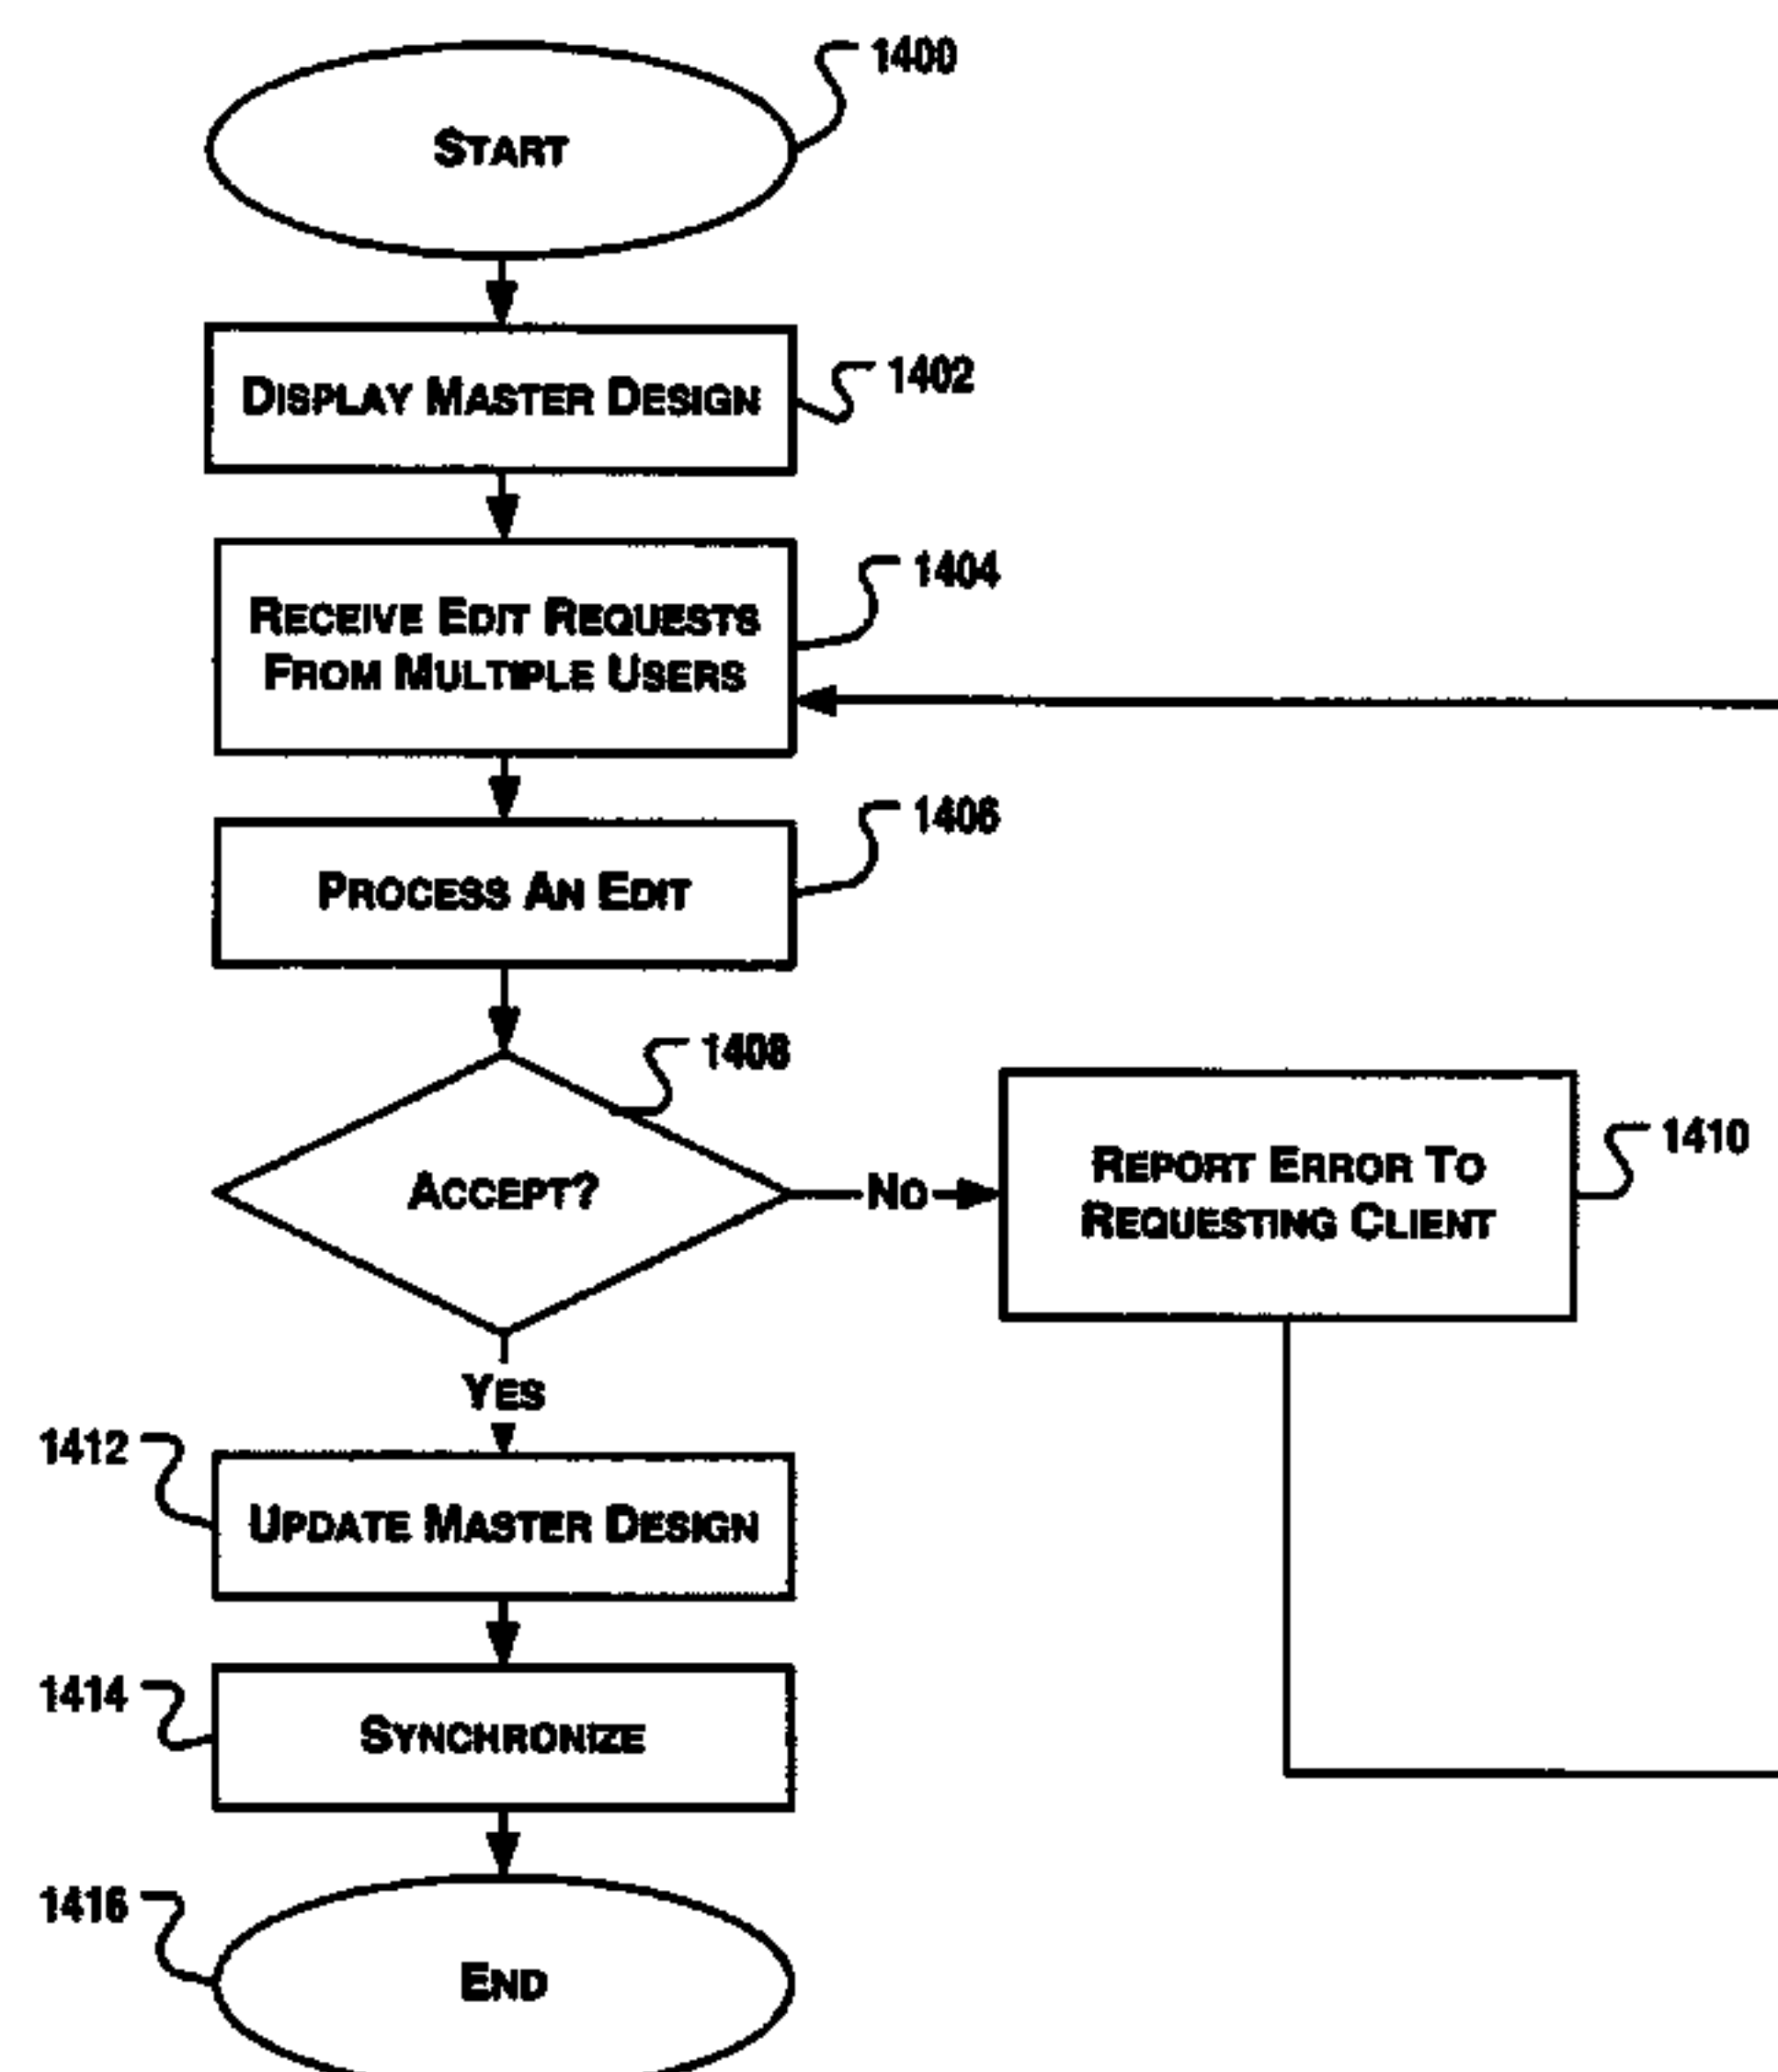 START
1400
DISPLAY MASTER DESIGN
1402
RECEIVE EDIT REQUESTS
FROM MULTIPLE USERS
1404
PROCESS AN EDIT
1406
ACCEPT?
1408
NO
REPORT ERROR TO
REQUESTING CLIENT
1410
YES
1412
UPDATE MASTER DESIGN
1414
SYNCHRONIZE
1416
END